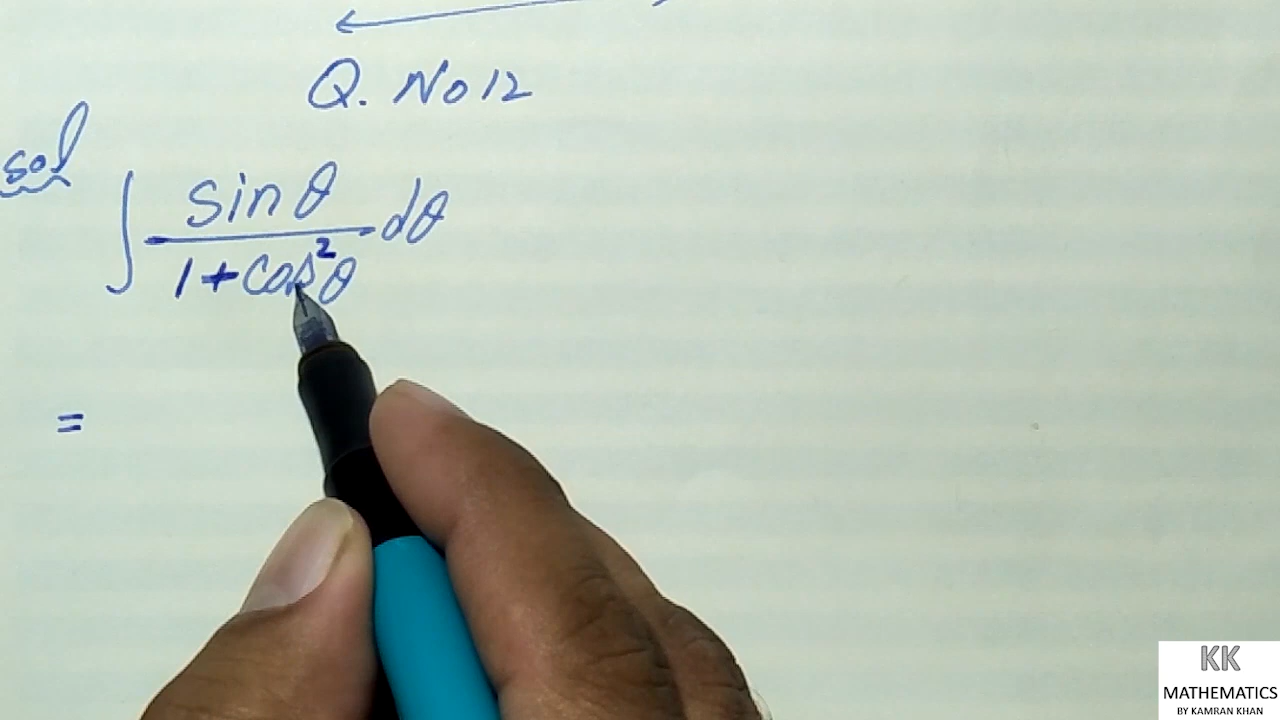 Q. No 12
sol
∫ sinθ / 1 + cos²θ dθ
=
KK
MATHEMATICS
BY KAMRAN KHAN